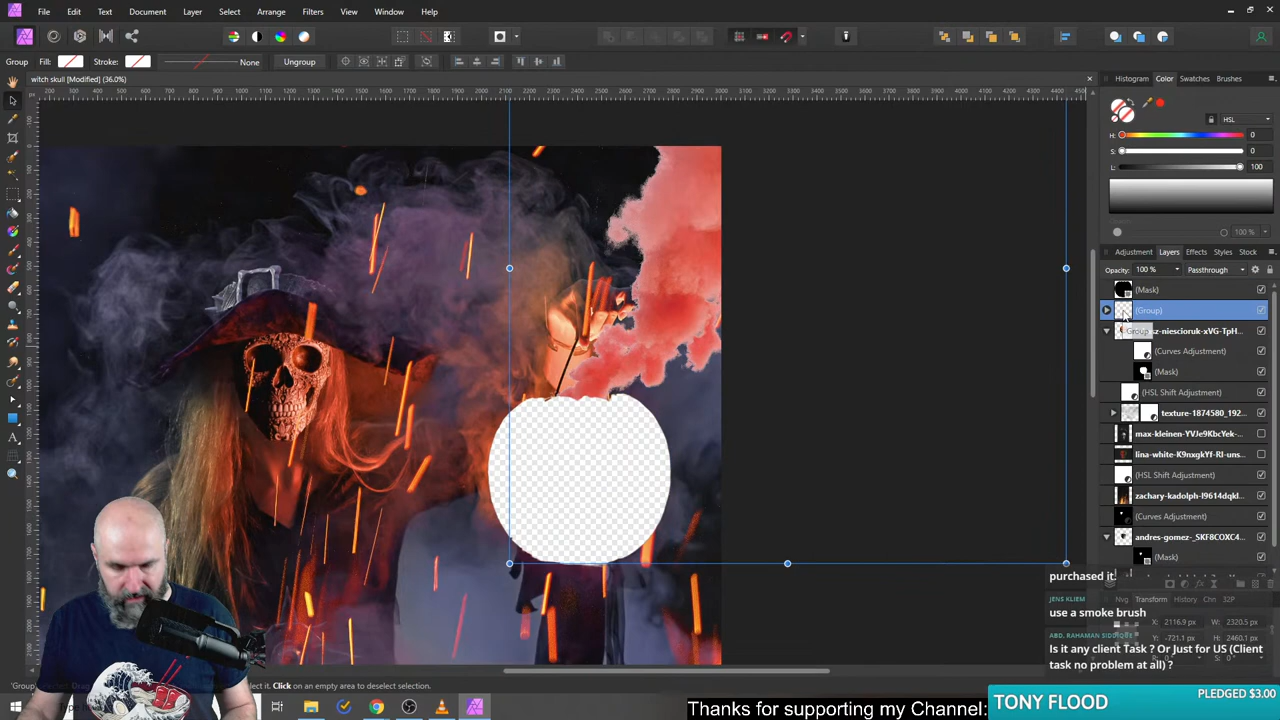 File Edit Text Document Layer Select Arrange Filters View Window Help
Group Fill: Stroke: None Ungroup
witch skull [Modified] (36.0%)
Histogram Color Swatches Brushes
HSL
H: 0
S: 0
L: 100
100 %
Adjustment Layers Effects Styles Stock
Opacity: 100 % Passthrough
(Mask)
(Group)
Group
sz-niescioruk-xVG-TpH...
(Curves Adjustment)
(Mask)
(HSL Shift Adjustment)
texture-1874580_192...
max-kleinen-YVJe9KbcYek-...
lina-white-K9nxgkYf-RI-uns...
(HSL Shift Adjustment)
zachary-kadolph-I9614dqvl...
(Curves Adjustment)
andres-gomez-_SKF8COXC4...
(Mask)
purchased it.
JENS KLIEM
use a smoke brush
ABD. RAHAMAN SIDDIQUE
Is it any client Task ? Or Just for US (Client
task no problem at all) ?
Nvg Transform History Chn 32P
X: 2116.9 px W: 2320.5 px
Y: -721.1 px H: 2460.1 px
Click on an empty area to deselect selection.
TONY FLOOD
PLEDGED $3.00
Thanks for supporting my Channel: